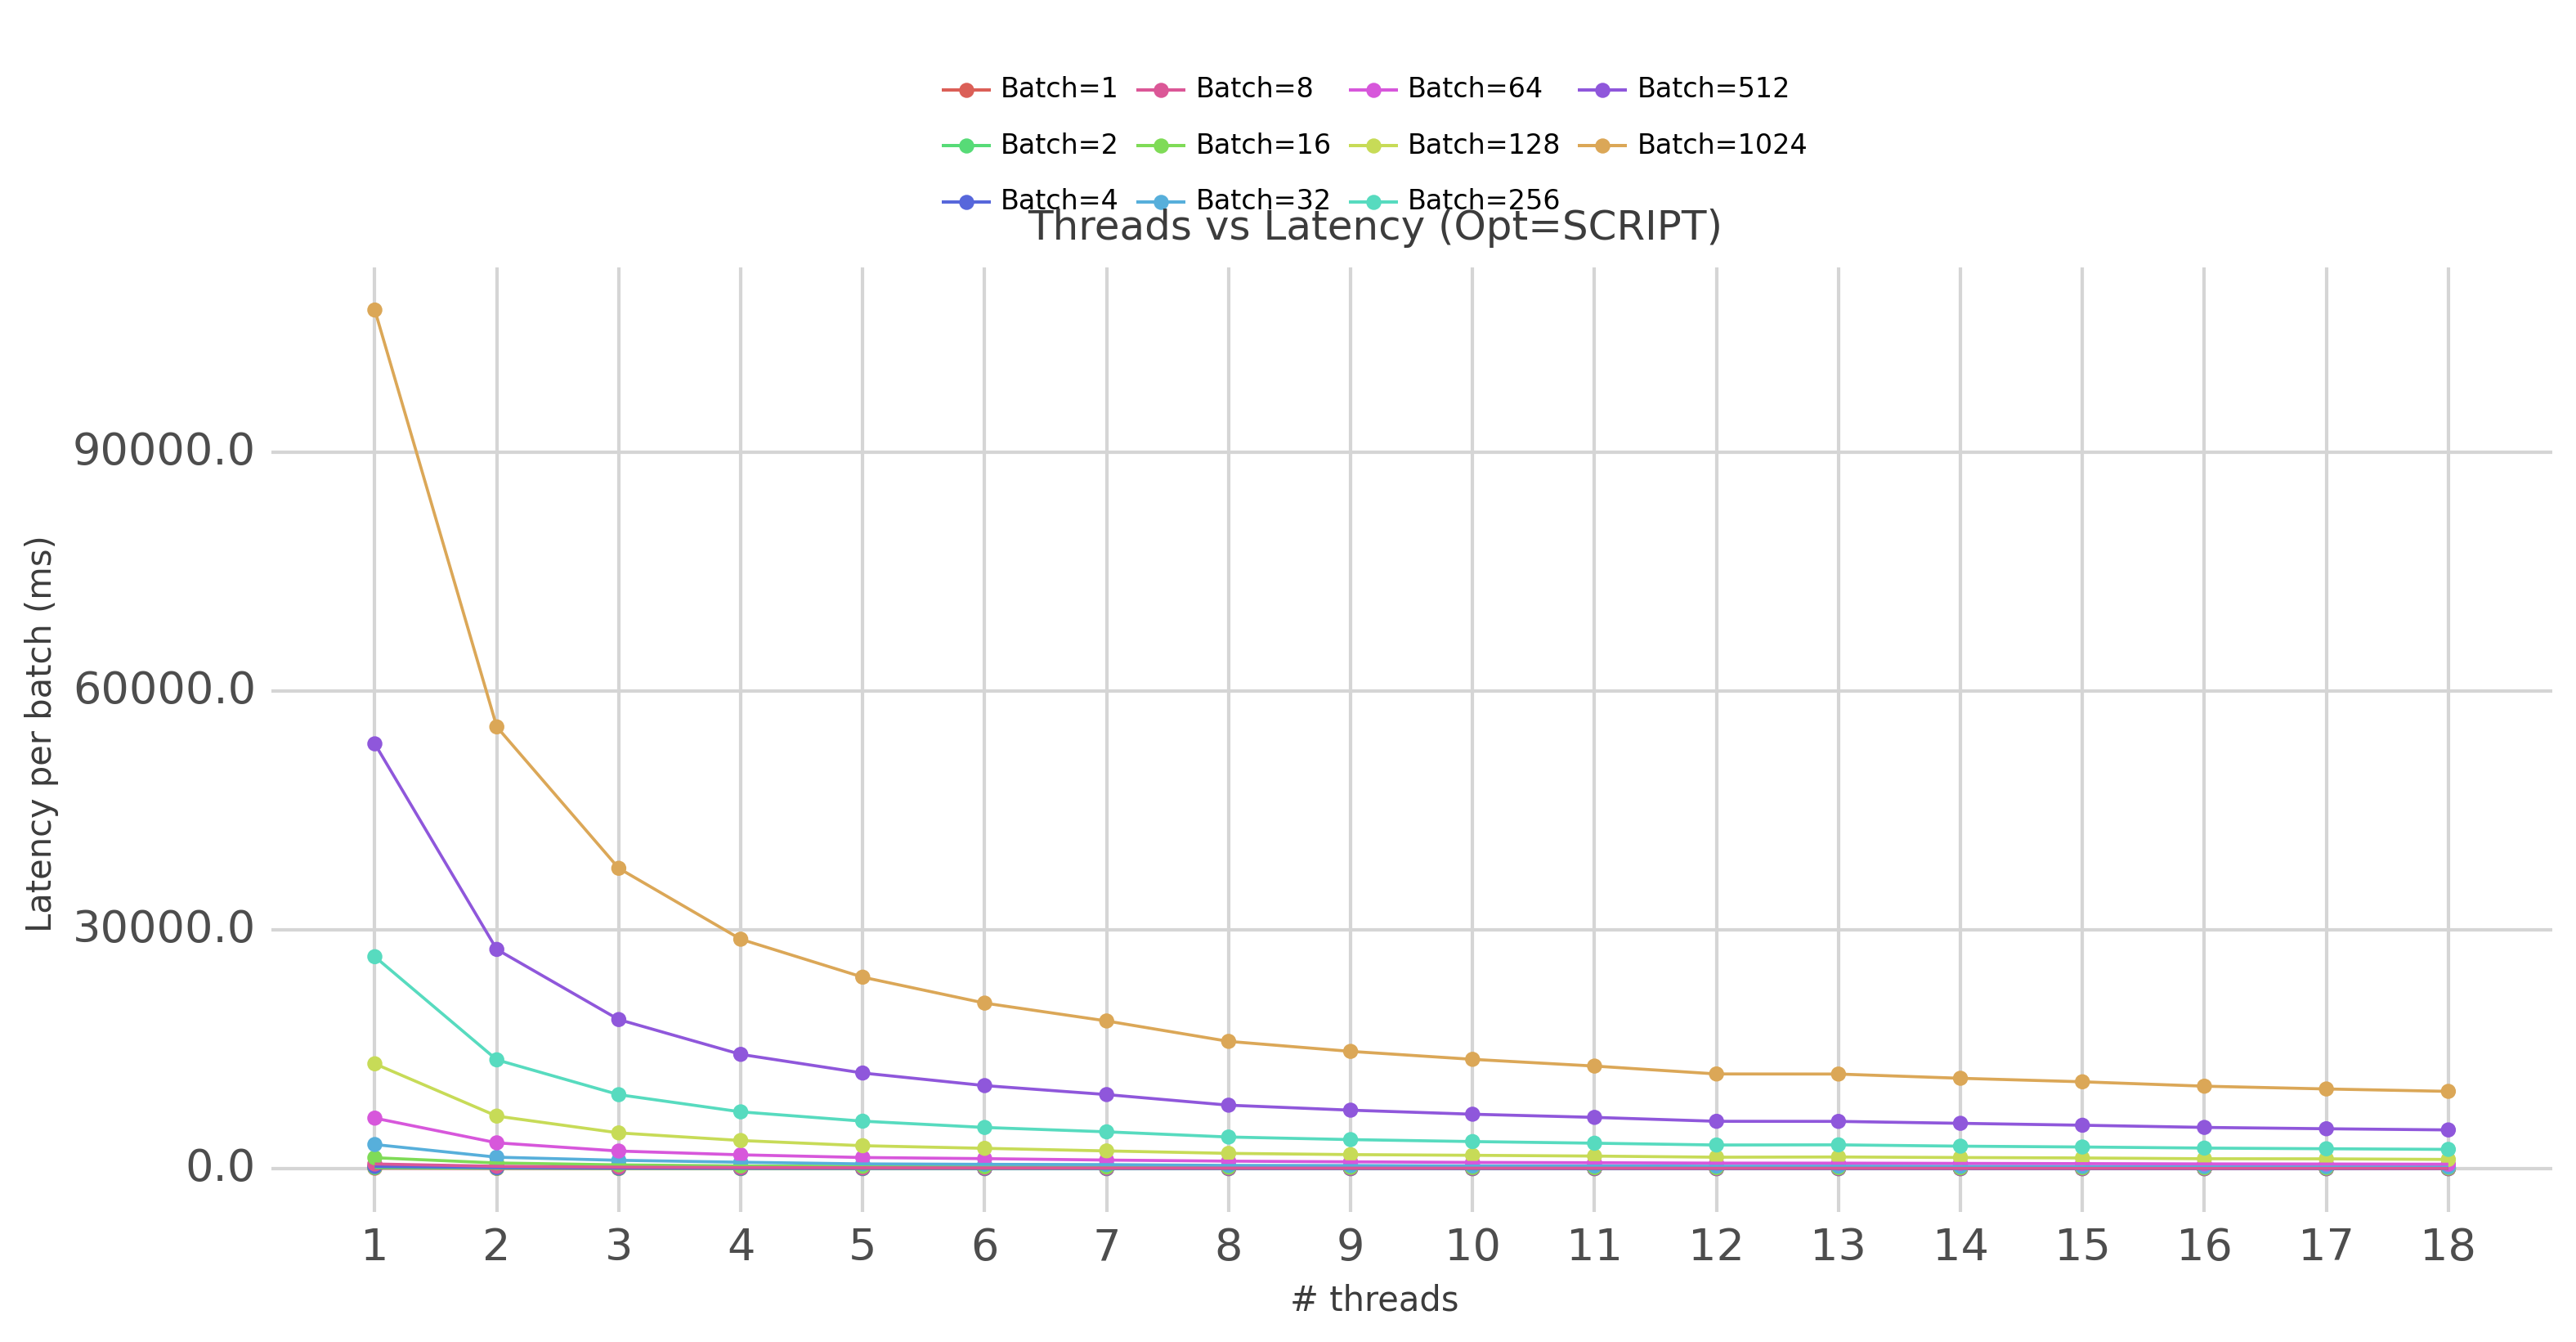 Batch=1 Batch=8 Batch=64 Batch=512
Batch=2 Batch=16 Batch=128 Batch=1024
Batch=4 Batch=32 Batch=256
Threads vs Latency (Opt=SCRIPT)
90000.0
60000.0
30000.0
0.0
Latency per batch (ms)
1 2 3 4 5 6 7 8 9 10 11 12 13 14 15 16 17 18
# threads